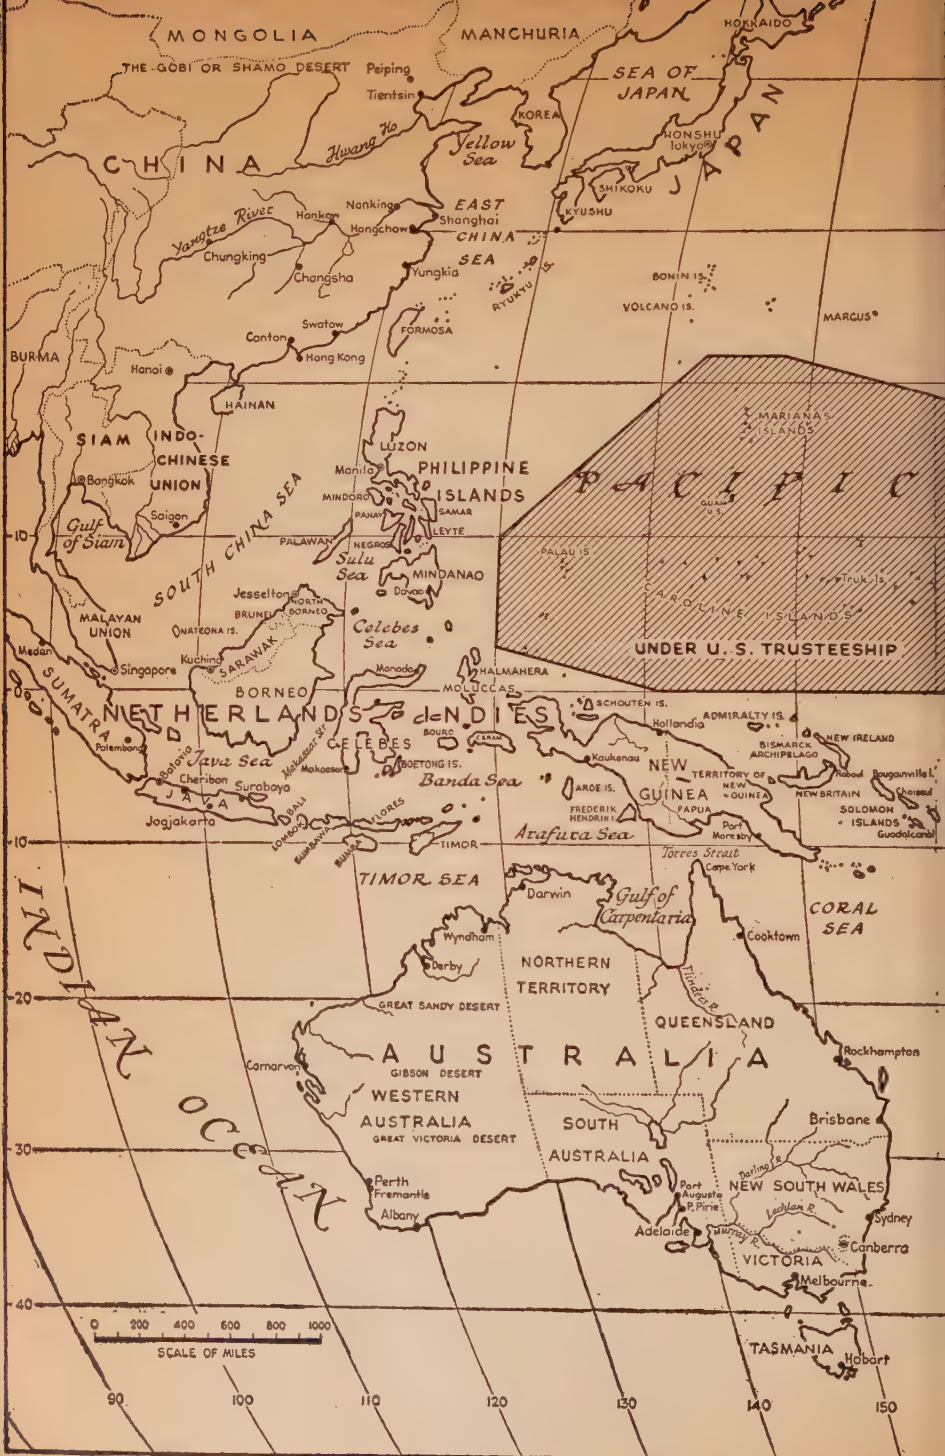 HOKKAIDO
MONGOLIA
MANCHURIA
THE GOBI OR SHAMO DESERT
Peiping
SEA OF
JAPAN
Tientsin
KOREA
JAPAN
HONSHU
Tokyo
Hwang Ho
Yellow
Sea
CHINA
SHIKOKU
KYUSHU
Nanking
EAST
Shanghai
CHINA
SEA
Hankow
Hangchow
Yangtze River
Chungking
Changsha
Yungkia
RYUKYU IS.
BONIN IS.
VOLCANO IS.
MARCUS
Swatow
Canton
FORMOSA
Hong Kong
BURMA
Hanoi
HAINAN
MARIANAS
ISLANDS
SIAM
INDO-
CHINESE
UNION
LUZON
Manila
PHILIPPINE
ISLANDS
PACIFIC
Bangkok
MINDORO
GUAM
U.S.
SAMAR
PANAY
Saigon
Gulf
of Siam
LEYTE
10
SOUTH CHINA SEA
PALAWAN
NEGROS
Sulu
Sea
PALAU IS
MINDANAO
Davao
Truk Is.
CAROLINE ISLANDS
Jesselton
NORTH
BORNEO
BRUNEI
MALAYAN
UNION
NATEONA IS.
Celebes
Sea
UNDER U.S. TRUSTEESHIP
SARAWAK
Medan
Kuching
Singapore
Manado
HALMAHERA
MOLUCCAS
SUMATRA
BORNEO
0
SCHOUTEN IS.
NETHERLANDS INDIES
Hollandia
ADMIRALTY IS.
BOURO
CERAM
NEW IRELAND
Palembang
CELEBES
BISMARCK
ARCHIPELAGO
Java Sea
Makassar St.
Kaukenau
NEW
GUINEA
Batavia
Makassar
BOETONG IS.
Rabaul
Bouganville I.
Cheribon
Banda Sea
TERRITORY OF
NEW
GUINEA
Surabaya
AROE IS.
NEW BRITAIN
Choiseul
JAVA
BALI
FLORES
FREDERIK
HENDRIK I.
PAPUA
SOLOMON
ISLANDS
Jogjakarta
LOMBOK
SUMBAWA
SUMBA
Port
Moresby
Guadalcanal
Arafura Sea
10
TIMOR
Torres Strait
Cape York
TIMOR SEA
Darwin
Gulf of
Carpentaria
CORAL
SEA
Wyndham
Cooktown
Derby
NORTHERN
TERRITORY
Flinders R.
20
GREAT SANDY DESERT
QUEENSLAND
INDIAN OCEAN
AUSTRALIA
Rockhampton
Carnarvon
GIBSON DESERT
WESTERN
AUSTRALIA
GREAT VICTORIA DESERT
SOUTH
AUSTRALIA
Brisbane
30
Darling R.
Perth
Fremantle
Port
Augusta
P. Pirie
NEW SOUTH WALES
Lachlan R.
Albany
Sydney
Adelaide
Murray R.
Canberra
VICTORIA
Melbourne
40
0 200 400 600 800 1000
SCALE OF MILES
TASMANIA
Hobart
90
100
110
120
130
140
150